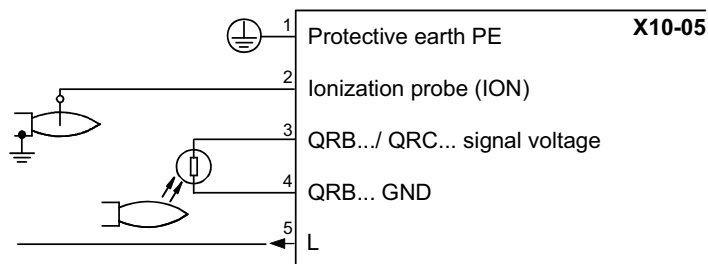 X10-05
1 Protective earth PE
2 Ionization probe (ION)
3 QRB.../ QRC... signal voltage
4 QRB... GND
5 L